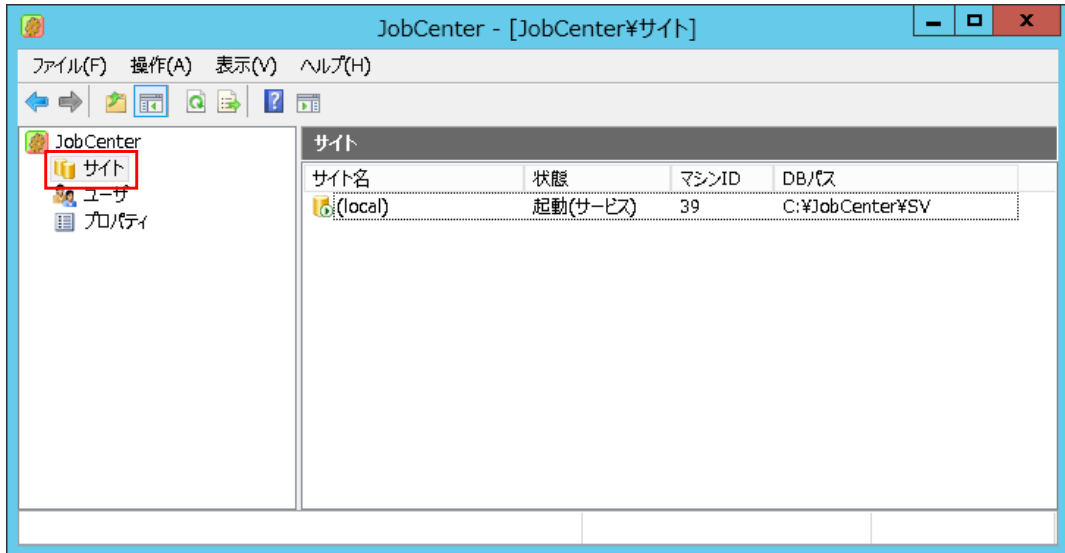 JobCenter - [JobCenter¥サイト]
ファイル(F) 操作(A) 表示(V) ヘルプ(H)
JobCenter
サイト
ユーザ
プロパティ
サイト
サイト名 状態 マシンID DBパス
(local) 起動(サービス) 39 C:¥JobCenter¥SV